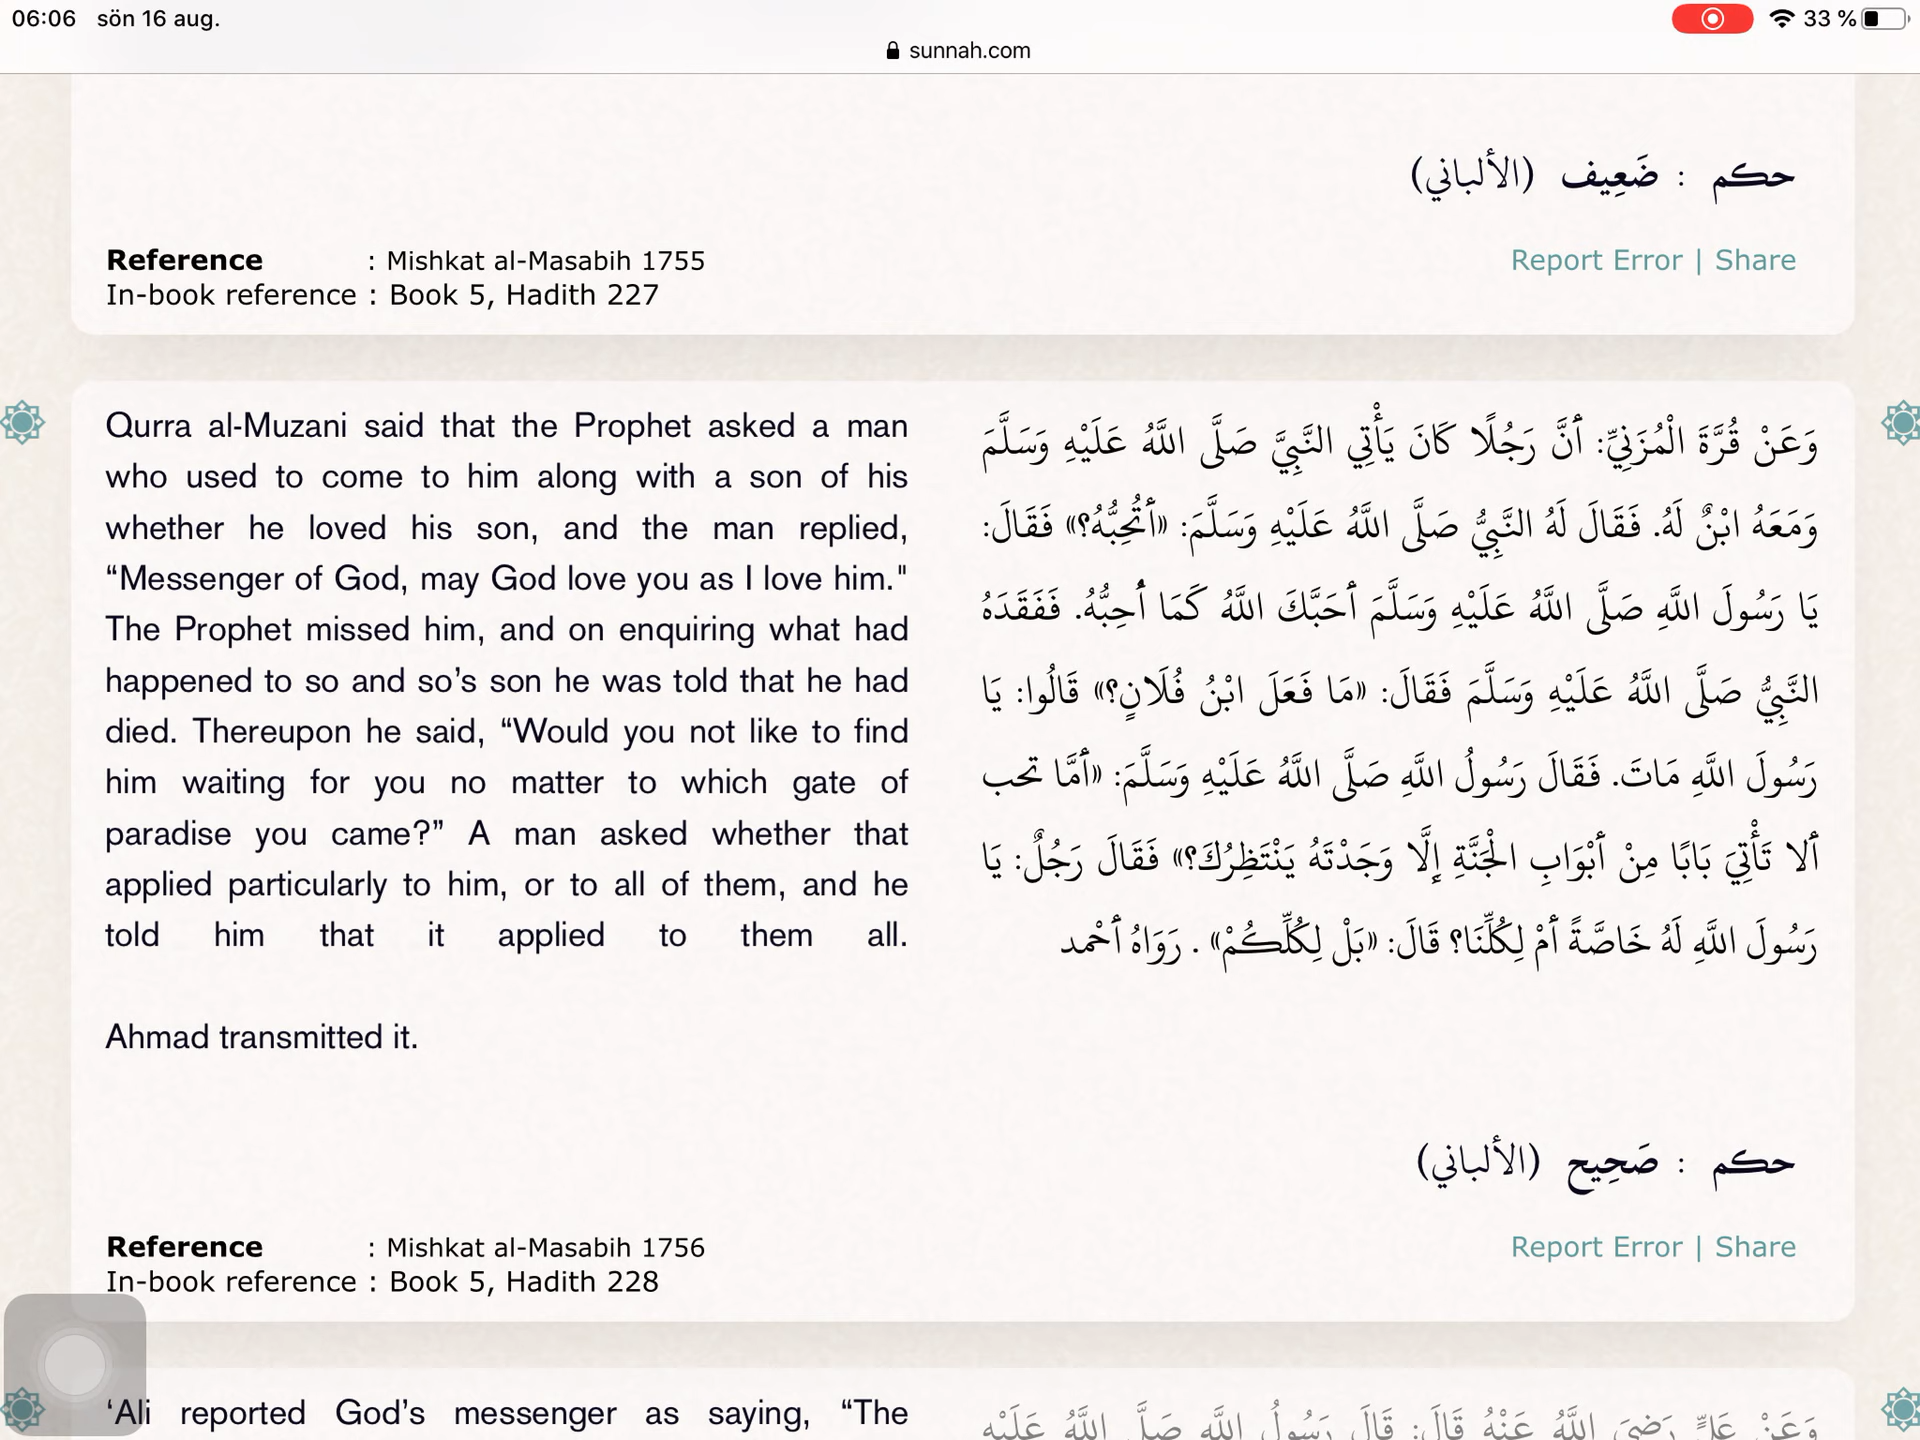 06:06 sön 16 aug.
33 %
sunnah.com
حكم : ضَعِيف (الألباني)
Reference : Mishkat al-Masabih 1755
In-book reference : Book 5, Hadith 227
Report Error | Share
Qurra al-Muzani said that the Prophet asked a man
who used to come to him along with a son of his
whether he loved his son, and the man replied,
“Messenger of God, may God love you as I love him."
The Prophet missed him, and on enquiring what had
happened to so and so’s son he was told that he had
died. Thereupon he said, “Would you not like to find
him waiting for you no matter to which gate of
paradise you came?” A man asked whether that
applied particularly to him, or to all of them, and he
told him that it applied to them all.
Ahmad transmitted it.
وَعَنْ قُرَّةَ الْمُزَنِيِّ: أَنَّ رَجُلًا كَانَ يَأْتِي النَّبِيَّ صَلَّى اللَّهُ عَلَيْهِ وَسَلَّمَ
وَمَعَهُ ابْنٌ لَهُ. فَقَالَ لَهُ النَّبِيُّ صَلَّى اللَّهُ عَلَيْهِ وَسَلَّمَ: «أَتُحِبُّهُ؟» فَقَالَ:
يَا رَسُولَ اللَّهِ صَلَّى اللَّهُ عَلَيْهِ وَسَلَّمَ أَحَبَّكَ اللَّهُ كَمَا أُحِبُّهُ. فَفَقَدَهُ
النَّبِيُّ صَلَّى اللَّهُ عَلَيْهِ وَسَلَّمَ فَقَالَ: «مَا فَعَلَ ابْنُ فُلَانٍ؟» قَالُوا: يَا
رَسُولَ اللَّهِ مَاتَ. فَقَالَ رَسُولُ اللَّهِ صَلَّى اللَّهُ عَلَيْهِ وَسَلَّمَ: «أَمَّا تحب
أَلا تَأْتِيَ بَابًا مِنْ أَبْوَابِ الْجَنَّةِ إِلَّا وَجَدْتَهُ يَنْتَظِرُكَ؟» فَقَالَ رَجُلٌ: يَا
رَسُولَ اللَّهِ لَهُ خَاصَّةً أَمْ لِكُلِّنَا؟ قَالَ: «بَلْ لِكُلِّكُمْ» . رَوَاهُ أَحْمد
حكم : صَحِيح (الألباني)
Reference : Mishkat al-Masabih 1756
In-book reference : Book 5, Hadith 228
Report Error | Share
‘Ali reported God’s messenger as saying, “The
وَعَنْ عَلِيٍّ رَضِيَ اللَّهُ عَنْهُ قَالَ: قَالَ رَسُولُ اللَّهِ صَلَّى اللَّهُ عَلَيْهِ